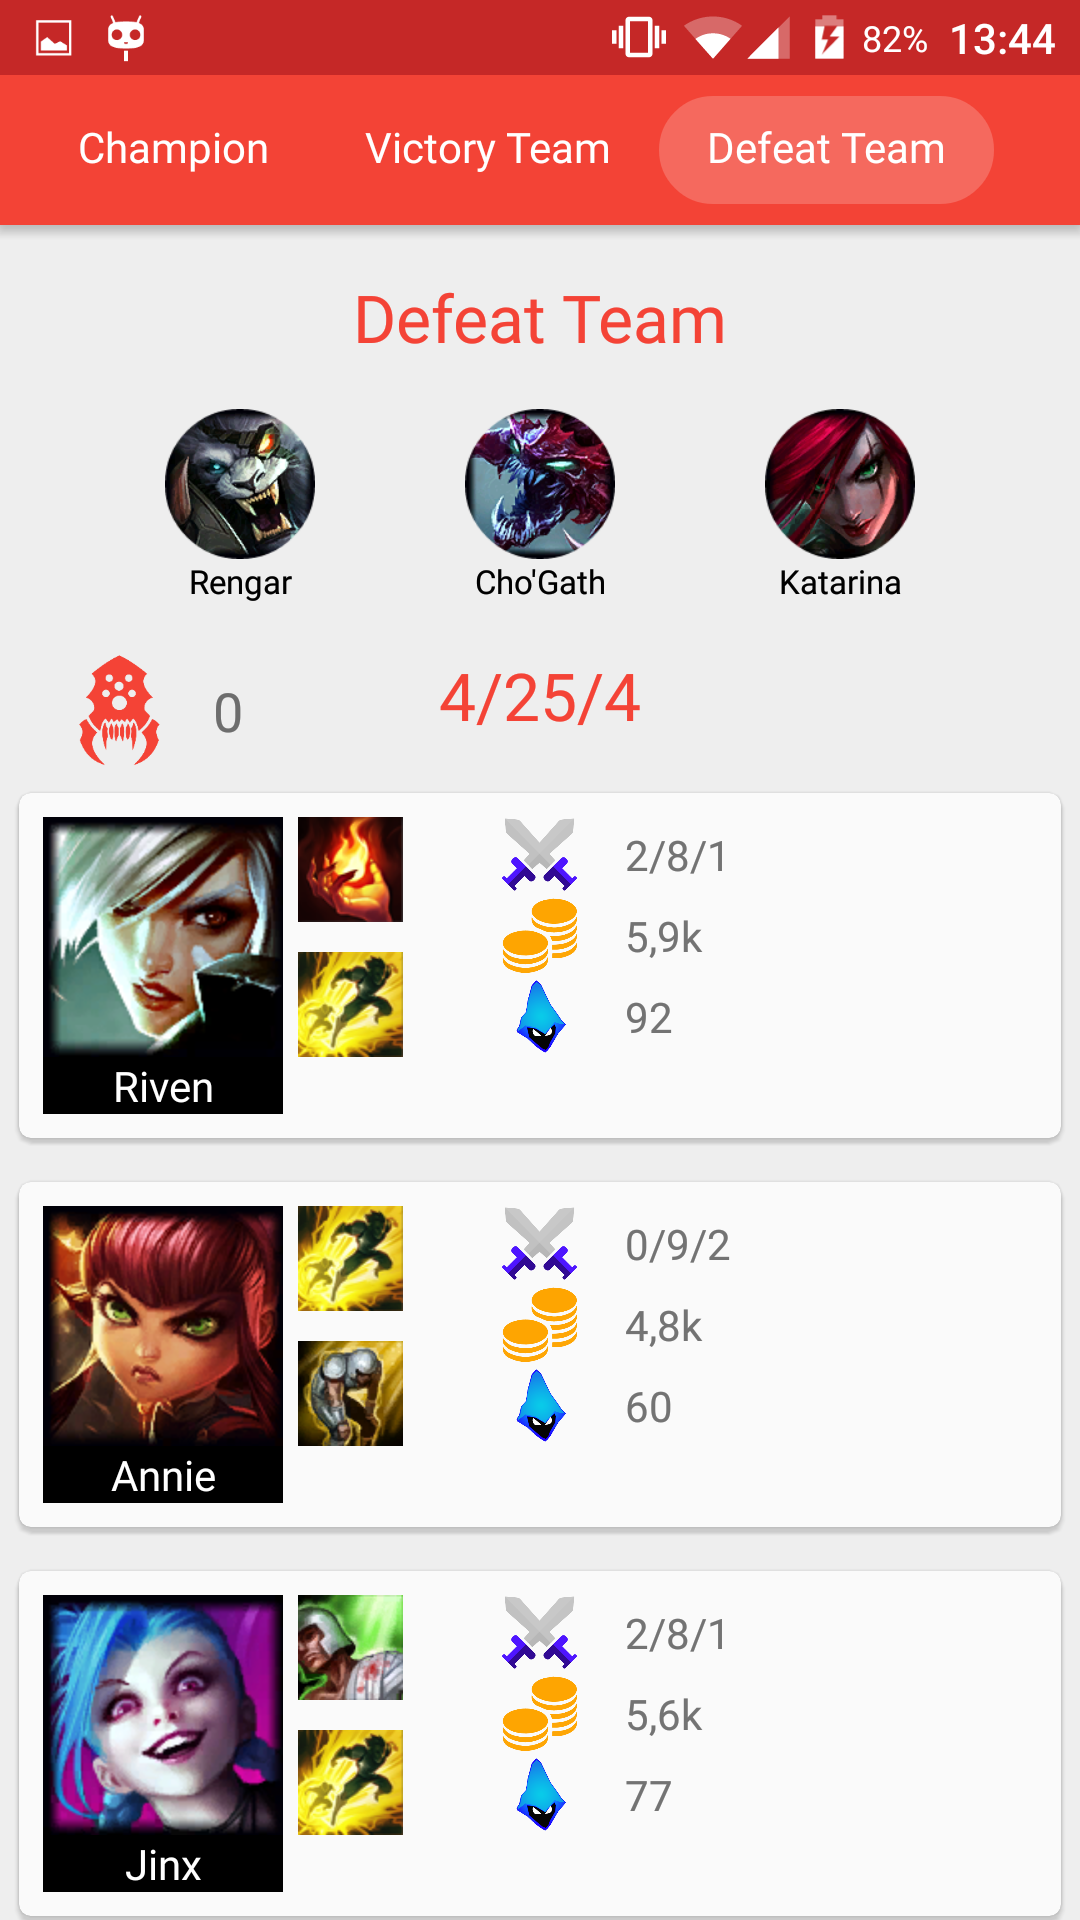 82% 13:44
Champion Victory Team Defeat Team
Defeat Team
Rengar Cho'Gath Katarina
0 4/25/4
2/8/1
5,9k
92
Riven
0/9/2
4,8k
60
Annie
2/8/1
5,6k
77
Jinx